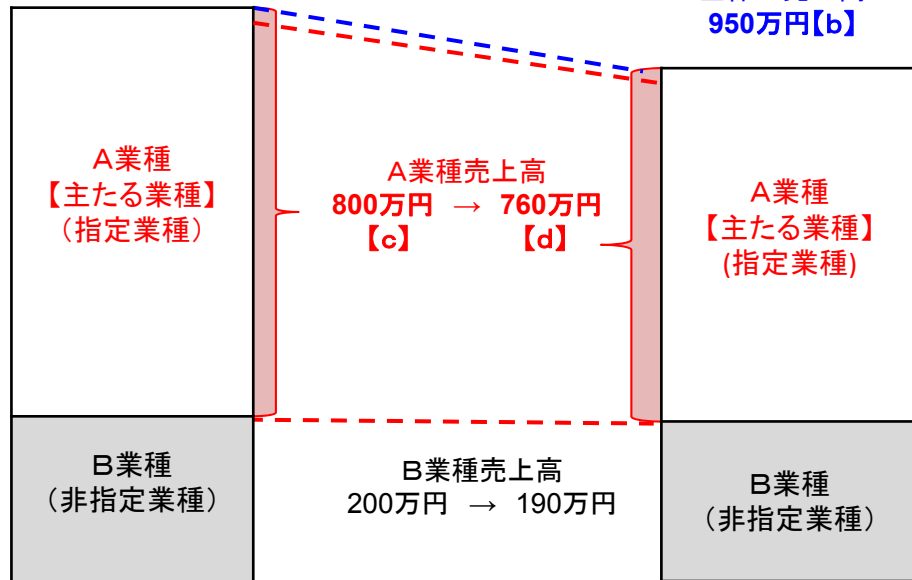 950万円【b】
A業種
【主たる業種】
（指定業種）
A業種売上高
800万円 → 760万円
【c】 【d】
A業種
【主たる業種】
(指定業種)
B業種
（非指定業種）
B業種売上高
200万円 → 190万円
B業種
（非指定業種）